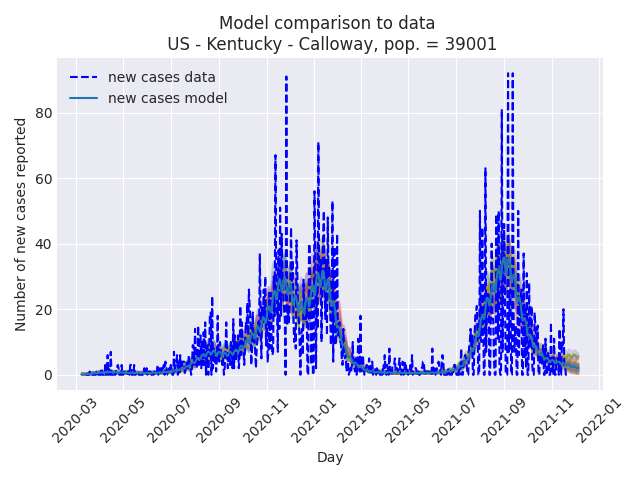 Model comparison to data
US - Kentucky - Calloway, pop. = 39001
new cases data
new cases model
Number of new cases reported
80
60
40
20
0
2020-03
2020-05
2020-07
2020-09
2020-11
2021-01
2021-03
2021-05
2021-07
2021-09
2021-11
2022-01
Day